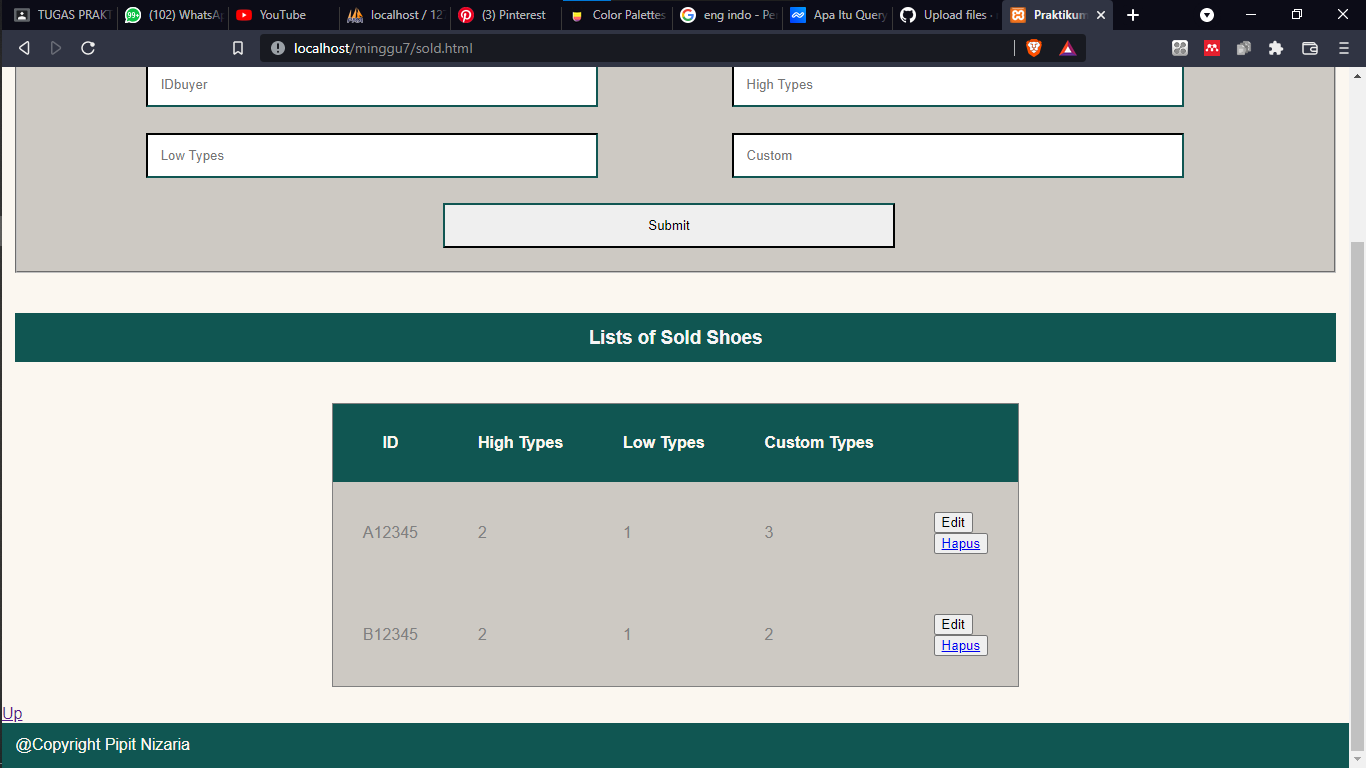 TUGAS PRAKT (102) WhatsA YouTube localhost / 12 (3) Pinterest Color Palettes eng indo - Pe Apa Itu Query Upload files · Praktikum
99+
localhost/minggu7/sold.html
IDbuyer High Types
Low Types Custom
Submit
Lists of Sold Shoes
ID High Types Low Types Custom Types
A12345 2 1 3 Edit
Hapus
B12345 2 1 2 Edit
Hapus
Up
@Copyright Pipit Nizaria